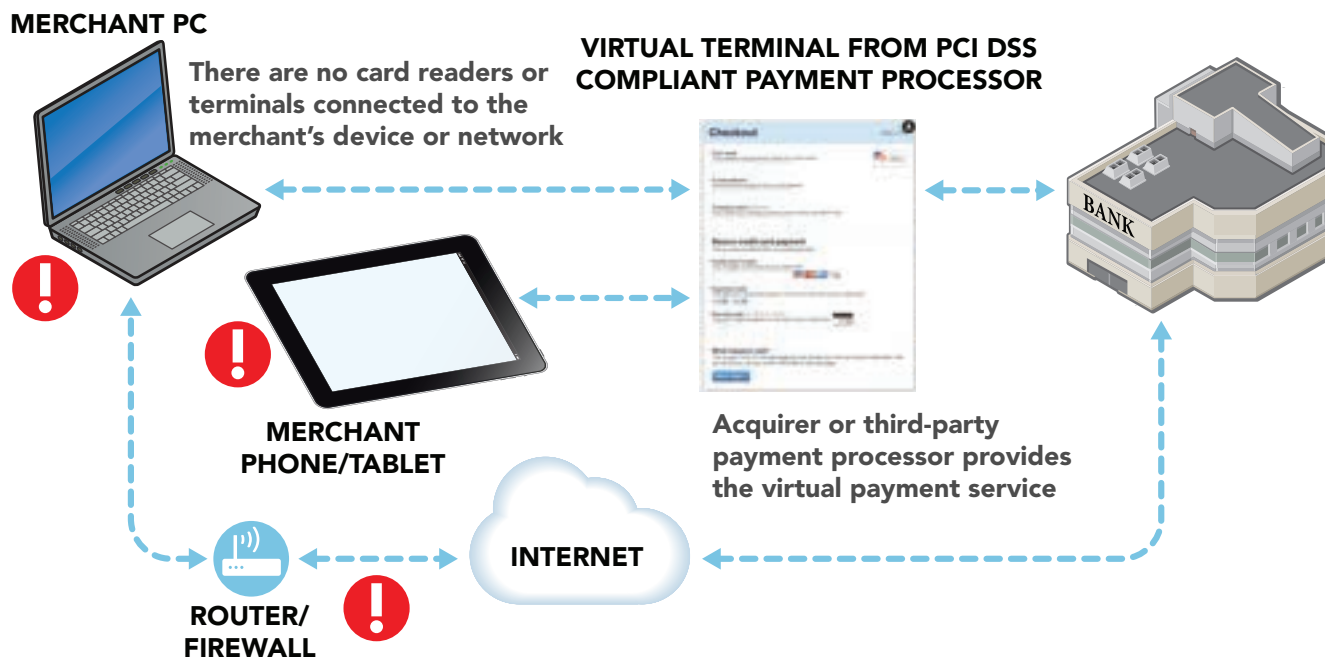 MERCHANT PC
There are no card readers or
terminals connected to the
merchant's device or network
VIRTUAL TERMINAL FROM PCI DSS
COMPLIANT PAYMENT PROCESSOR
Checkout
BANK
MERCHANT
PHONE/TABLET
Acquirer or third-party
payment processor provides
the virtual payment service
INTERNET
ROUTER/
FIREWALL